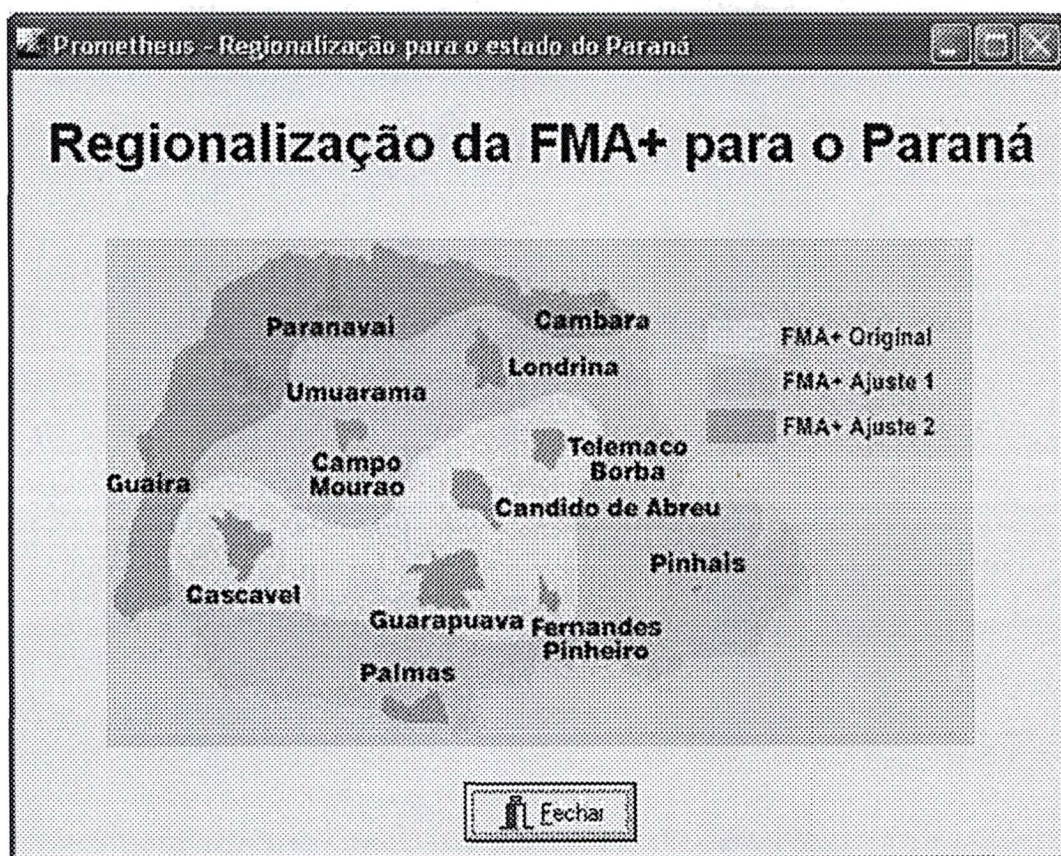 Prometheus - Regionalização para o estado do Paraná
Regionalização da FMA+ para o Paraná
Paranavai
Cambara
Londrina
Umuarama
Campo
Mourao
Guaira
Telemaco
Borba
Candido de Abreu
Pinhais
Cascavel
Guarapuava
Fernandes
Pinheiro
Palmas
FMA+ Original
FMA+ Ajuste 1
FMA+ Ajuste 2
Fechar